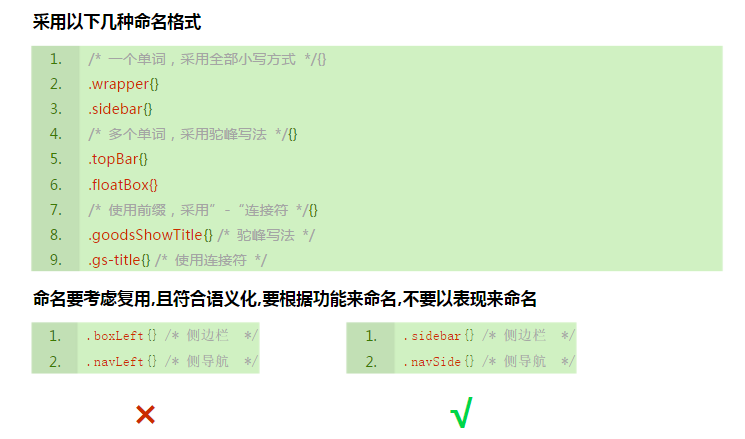 采用以下几种命名格式
1. /* 一个单词，采用全部小写方式 */{}
2. .wrapper{}
3. .sidebar{}
4. /* 多个单词，采用驼峰写法 */{}
5. .topBar{}
6. .floatBox{}
7. /* 使用前缀，采用” - “连接符 */{}
8. .goodsShowTitle{} /* 驼峰写法 */
9. .gs-title{} /* 使用连接符 */
命名要考虑复用,且符合语义化,要根据功能来命名,不要以表现来命名
1. .boxLeft{} /* 侧边栏 */
2. .navLeft{} /* 侧导航 */
1. .sidebar{} /* 侧边栏 */
2. .navSide{} /* 侧导航 */
× √